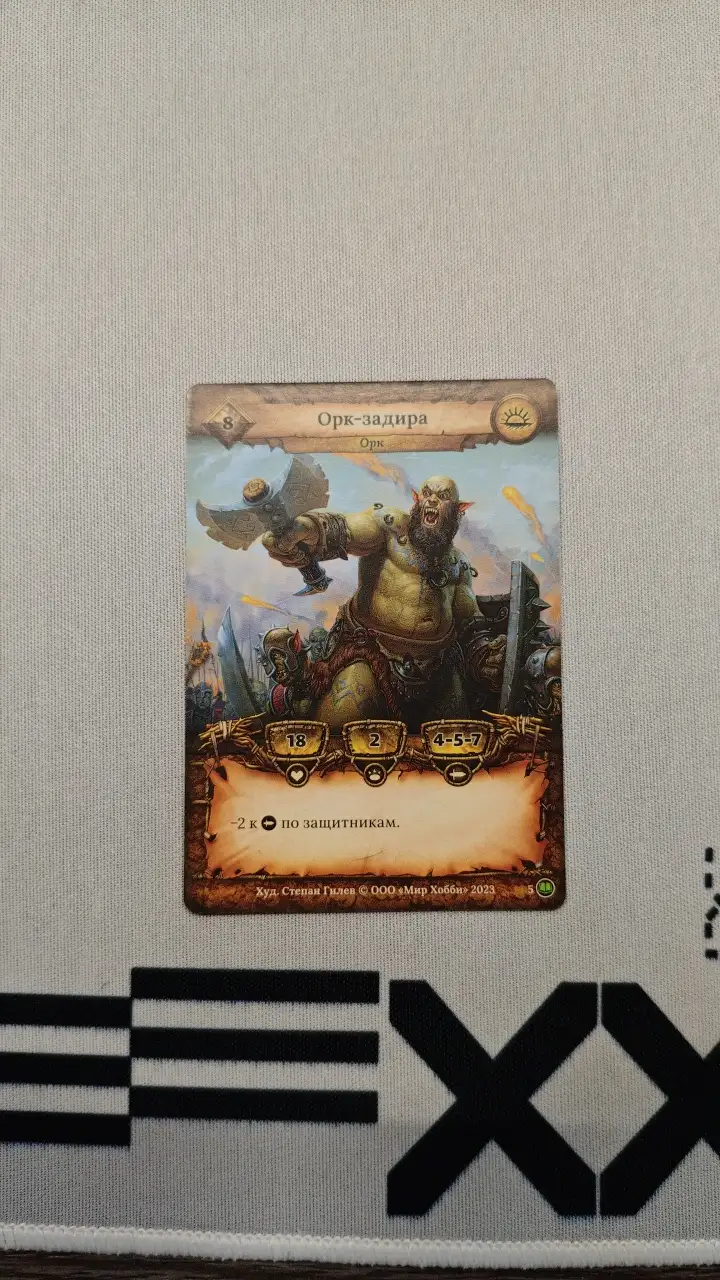 8
Орк-задира
Орк
18 2 4-5-7
-2 к по защитникам.
Худ. Степан Гилев © ООО «Мир Хобби» 2023 5
EXX